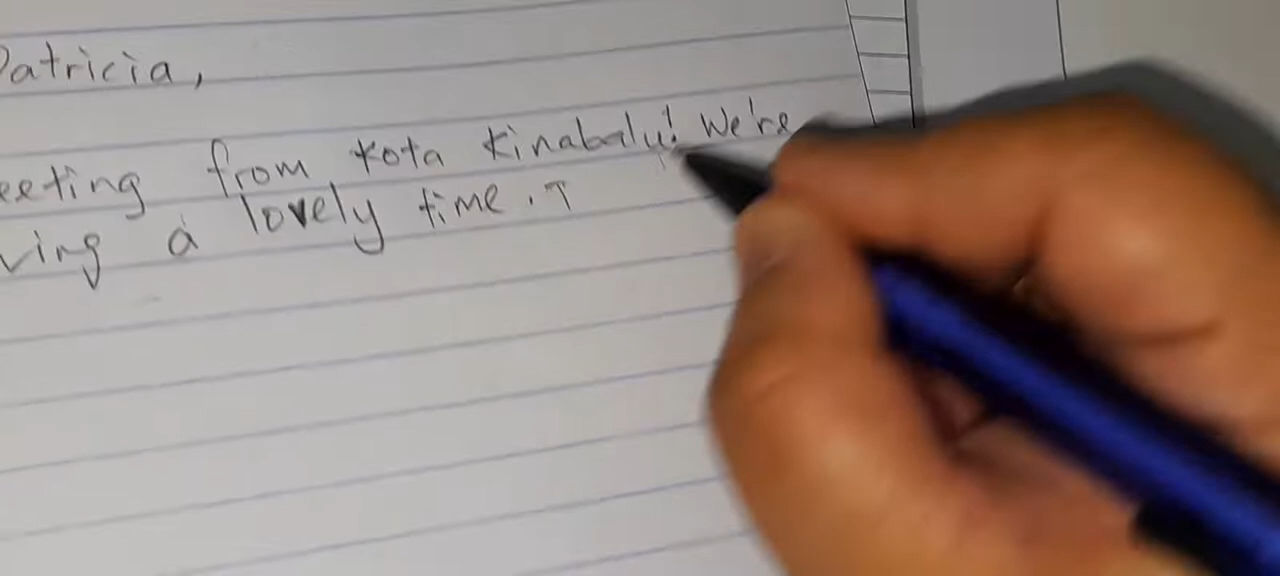 Patricia,
eeting from Kota Kinabalu! We're
ving a lovely time. T